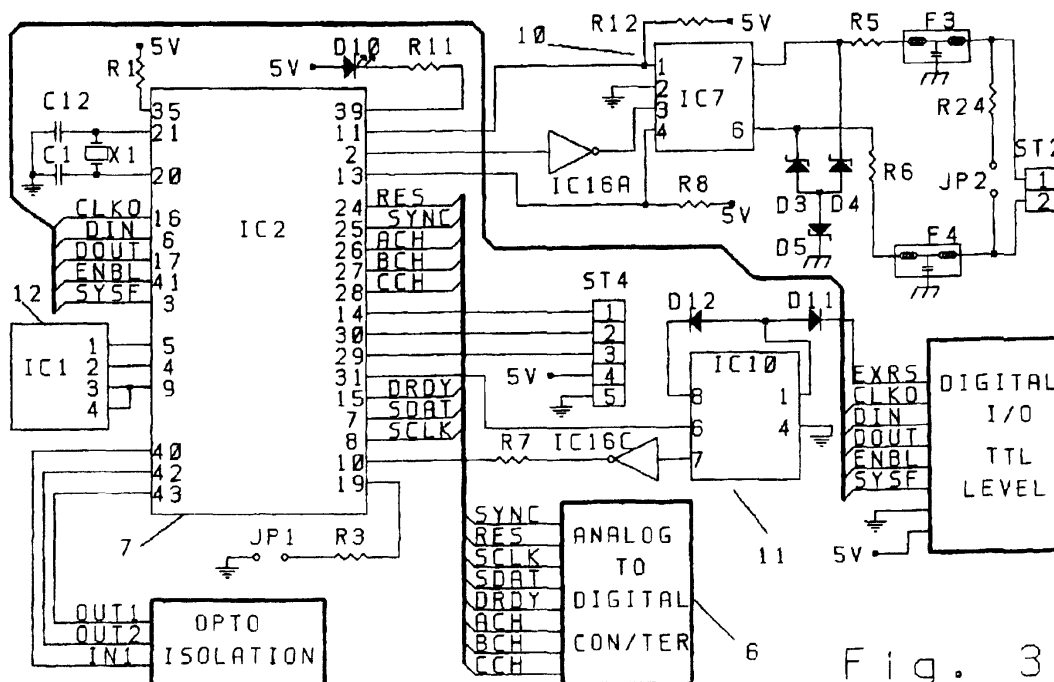 5V
R1
C12
C1
X1
D10
5V
R11
10
R12
5V
R5
F3
R24
ST2
JP2
1
2
35
21
20
IC2
39
11
2
13
1
2
3
4
IC7
7
6
5V
IC16A
R8
5V
D3
D4
D5
R6
F4
CLKO
DIN
DOUT
ENBL
SYSF
16
6
17
41
3
24
25
26
27
28
RES
SYNC
ACH
BCH
CCH
12
IC1
1
2
3
4
5
4
9
14
30
29
31
15
7
8
10
19
ST4
1
2
3
4
5
5V
DRDY
SDAT
SCLK
D12
D11
IC10
8
6
7
1
4
11
R7
IC16C
40
42
43
7
JP1
R3
EXRS
CLKO
DIN
DOUT
ENBL
SYSF
5V
DIGITAL
I/O
TTL
LEVEL
SYNC
RES
SCLK
SDAT
DRDY
ACH
BCH
CCH
ANALOG
TO
DIGITAL
CON/TER
6
OUT1
OUT2
IN1
OPTO
ISOLATION
Fig. 3